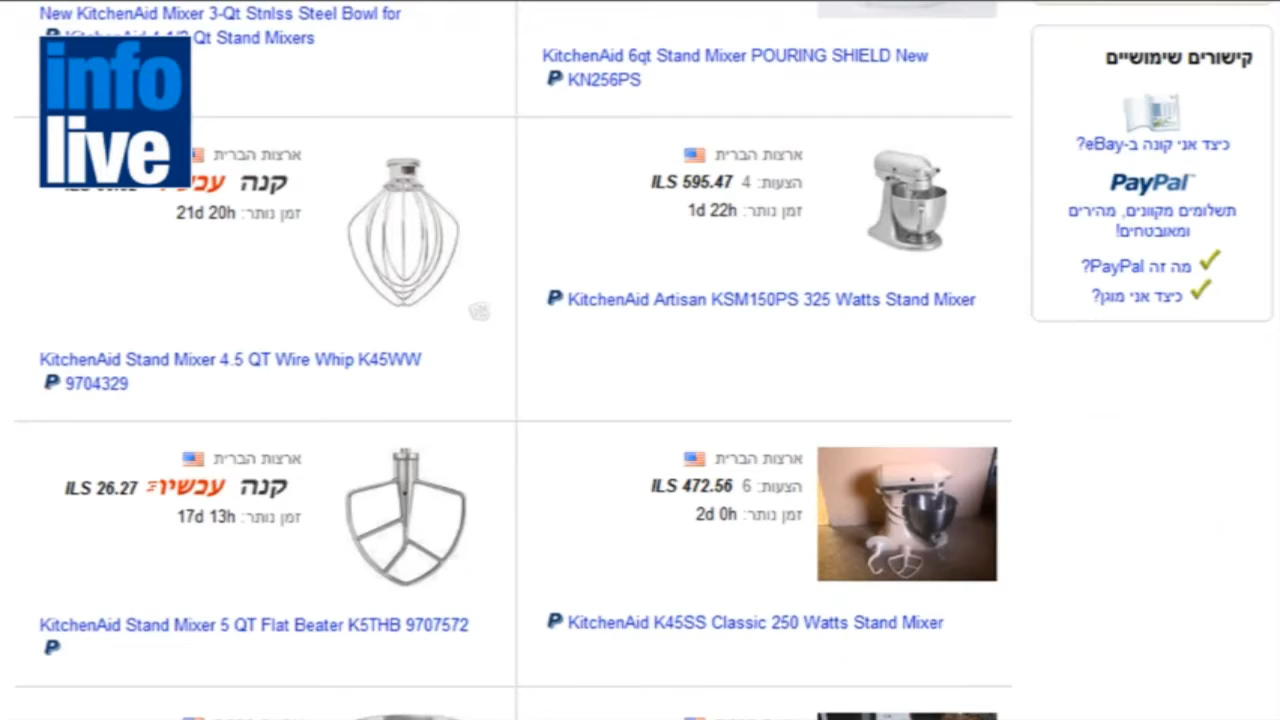 New KitchenAid Mixer 3-Qt Stnlss Steel Bowl for
Qt Stand Mixers
KitchenAid 6qt Stand Mixer POURING SHIELD New
KN256PS
info
live
ארצות הברית
קנה עכשיו
זמן נותר: 21d 20h
KitchenAid Stand Mixer 4.5 QT Wire Whip K45WW
9704329
ארצות הברית
הצעות: 4 ILS 595.47
זמן נותר: 1d 22h
KitchenAid Artisan KSM150PS 325 Watts Stand Mixer
ארצות הברית
קנה עכשיו ILS 26.27
זמן נותר: 17d 13h
KitchenAid Stand Mixer 5 QT Flat Beater K5THB 9707572
ארצות הברית
הצעות: 6 ILS 472.56
זמן נותר: 2d 0h
KitchenAid K45SS Classic 250 Watts Stand Mixer
קישורים שימושיים
כיצד אני קונה ב-eBay?
PayPal
תשלומים מקוונים, מהירים
ומאובטחים!
מה זה PayPal?
כיצד אני מוגן?